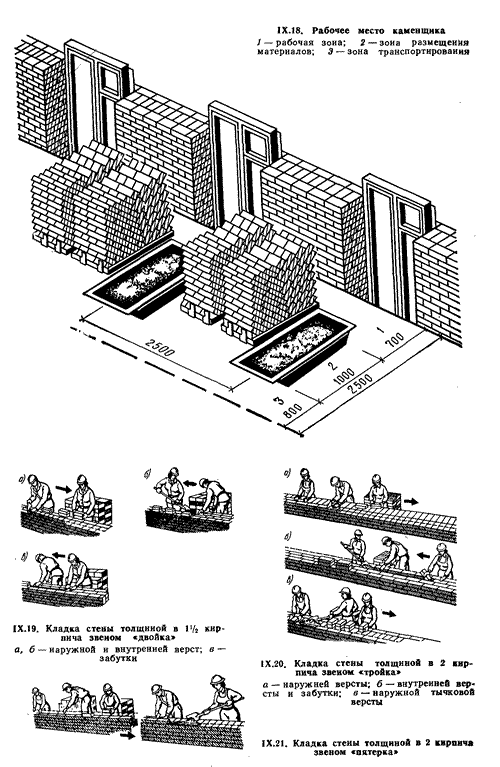 IX.18. Рабочее место каменщика
1 — рабочая зона; 2 — зона размещения
материалов; 3 — зона транспортирования
1
700
2
1000
2500
3
800
2500
а)
б)
в)
IX.19. Кладка стены толщиной в 1½ кир-
пича звеном «двойка»
а, б — наружной и внутренней верст; в —
забутки
а)
б)
в)
IX.20. Кладка стены толщиной в 2 кир-
пича звеном «тройка»
а — наружней версты; б — внутренней вер-
сты и забутки; в — наружной тычковой
версты
IX.21. Кладка стены толщиной в 2 кирпича
звеном «пятерка»